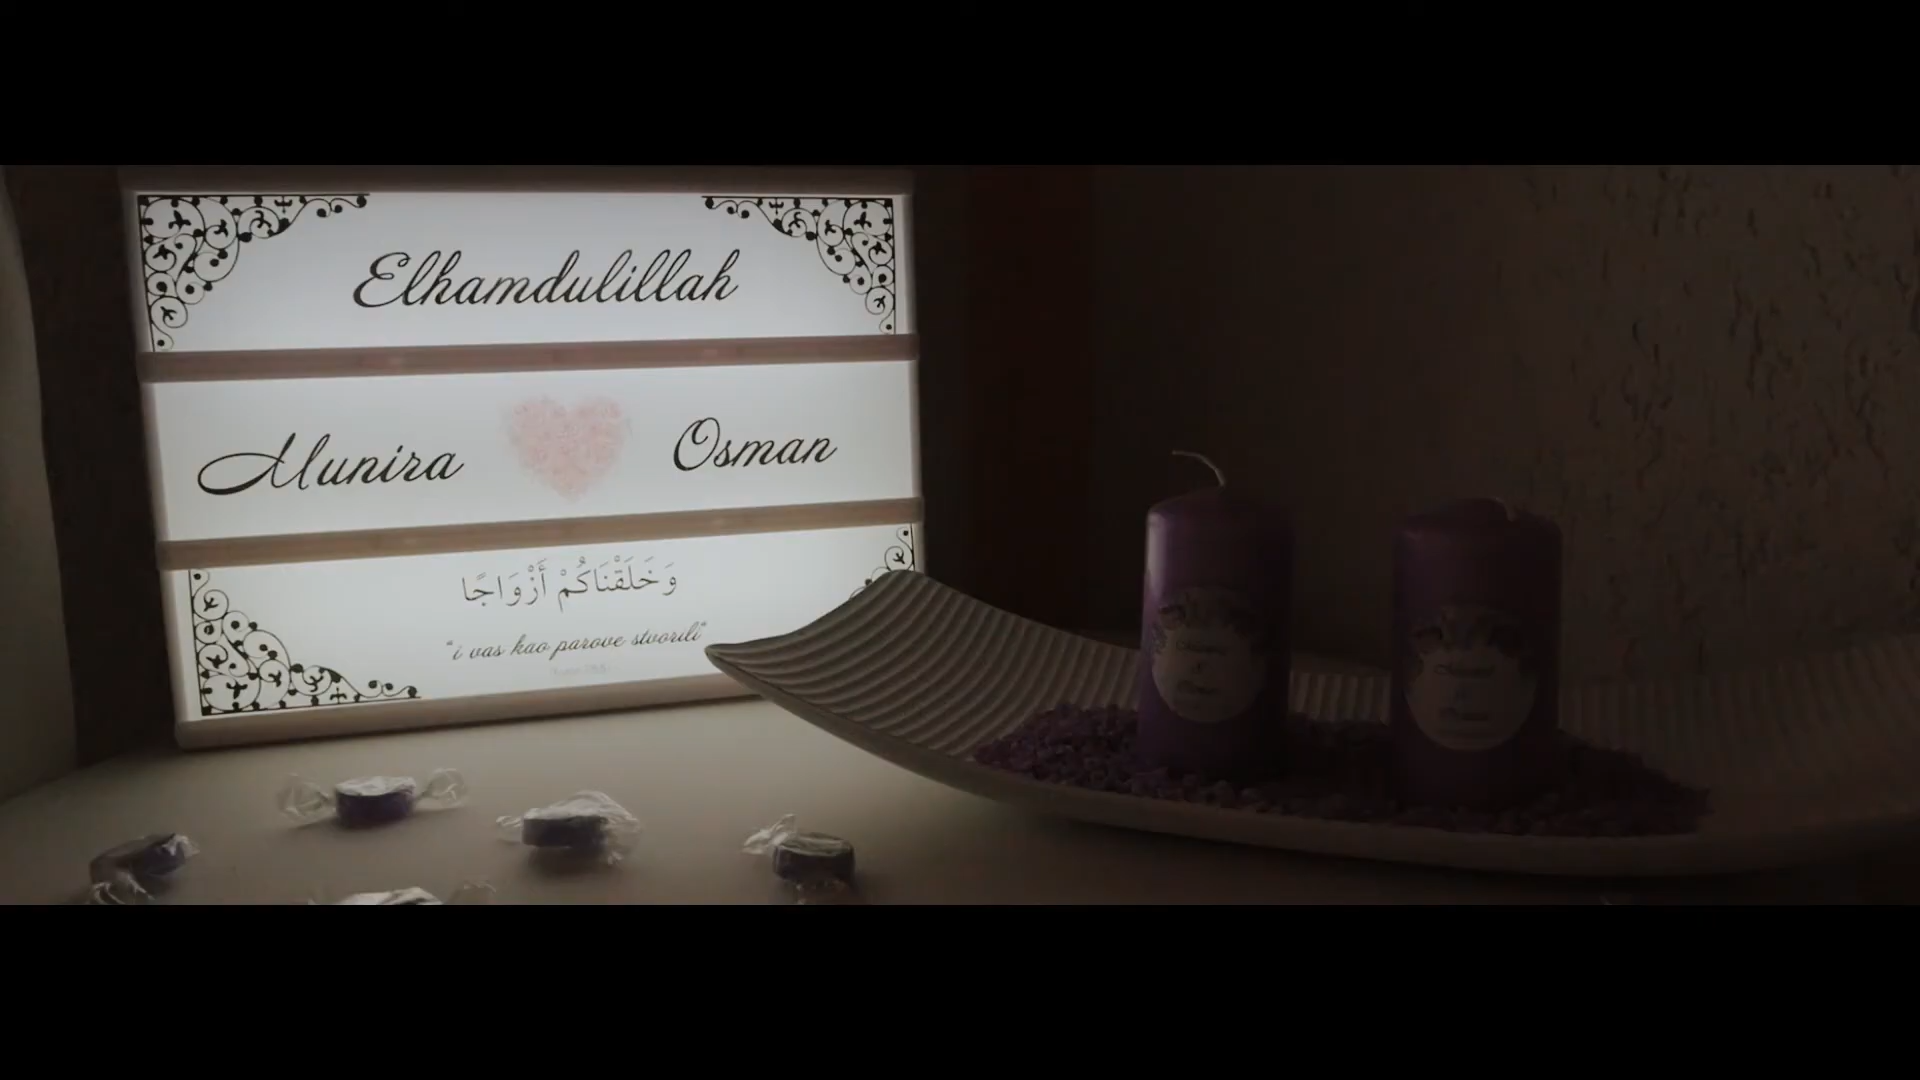 Elhamdulillah
Munira Osman
وَخَلَقْنَاكُمْ أَزْوَاجًا
"i vas kao parove stvorili"